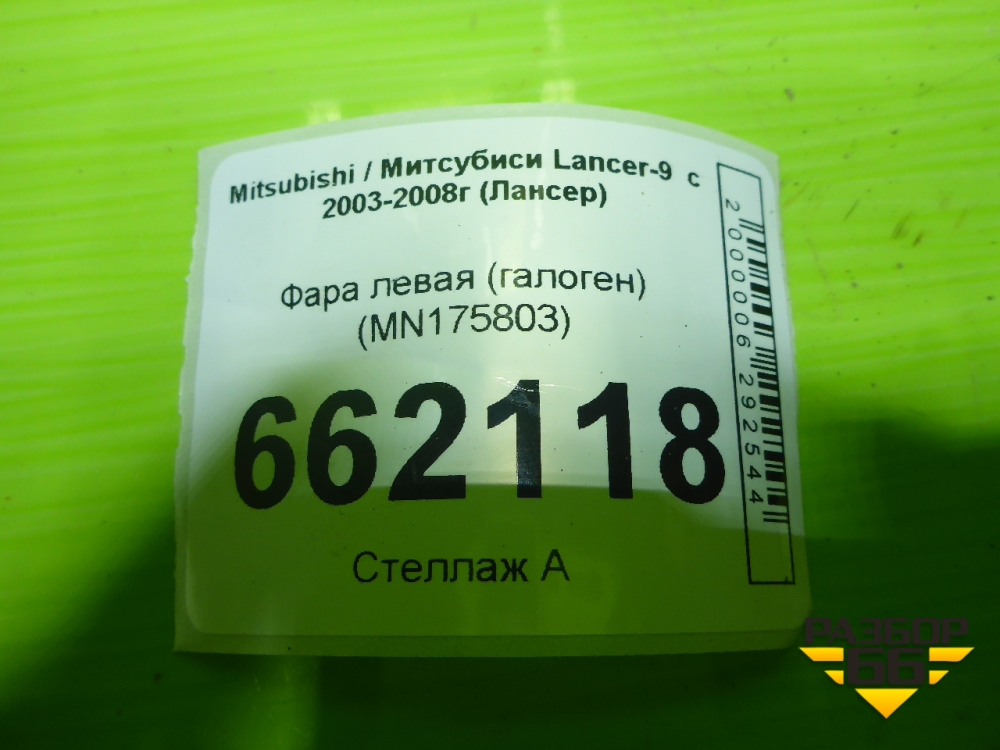 Mitsubishi / Митсубиси Lancer-9 с
2003-2008г (Лансер)
Фара левая (галоген)
(MN175803)
662118
Стеллаж А
2000006292544
РАЗБОР
66